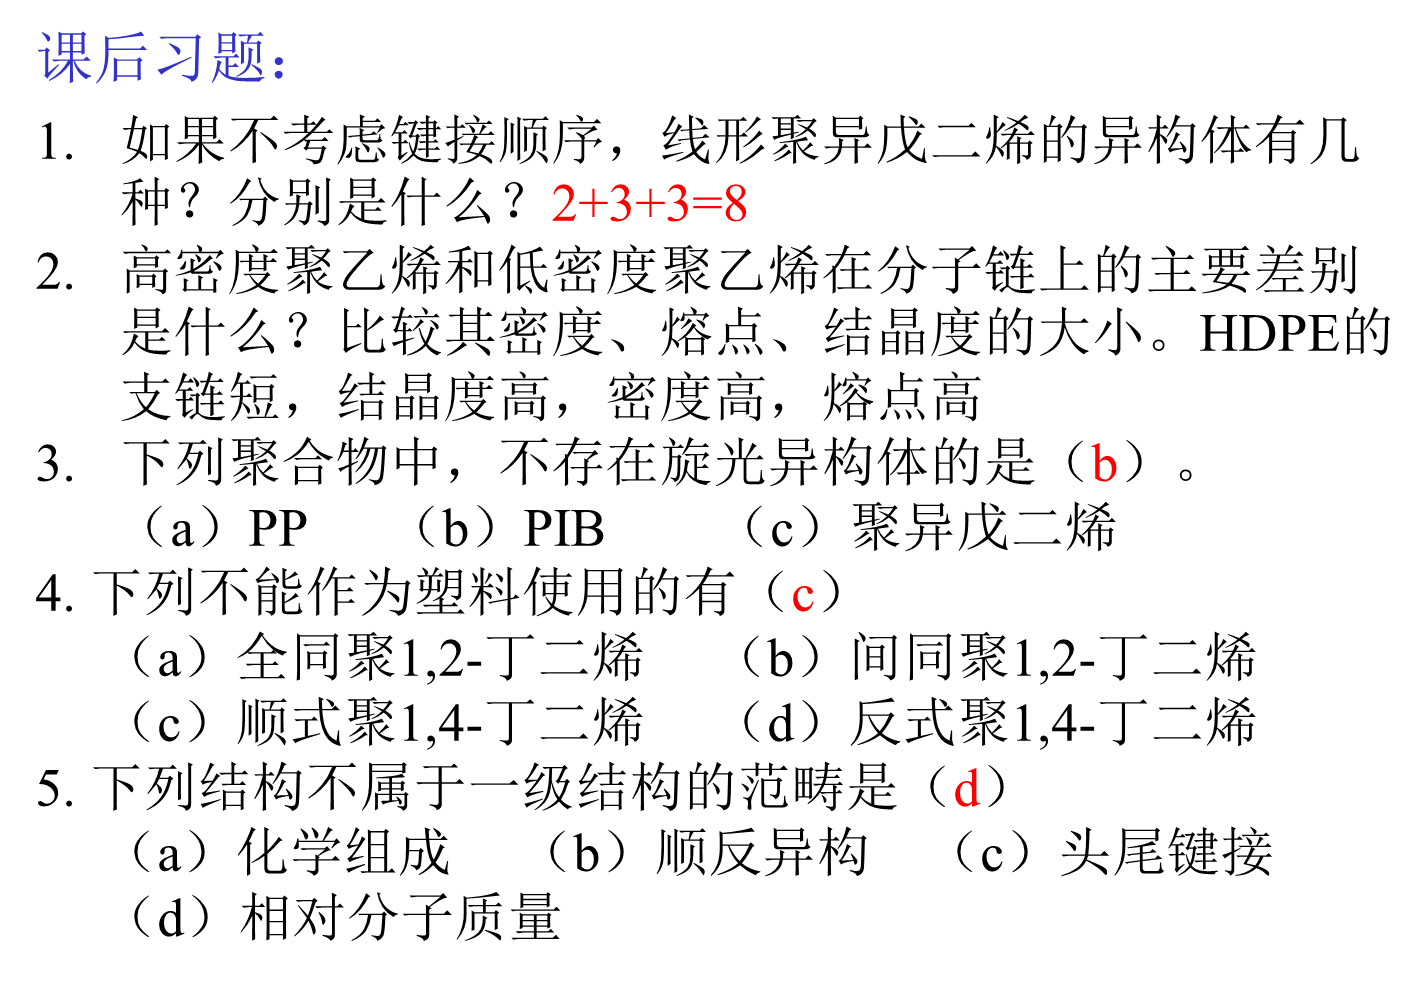 课后习题：
1. 如果不考虑键接顺序，线形聚异戊二烯的异构体有几
种？分别是什么？2+3+3=8
2. 高密度聚乙烯和低密度聚乙烯在分子链上的主要差别
是什么？比较其密度、熔点、结晶度的大小。HDPE的
支链短，结晶度高，密度高，熔点高
3. 下列聚合物中，不存在旋光异构体的是（b）。
（a）PP （b）PIB （c）聚异戊二烯
4. 下列不能作为塑料使用的有（c）
（a）全同聚1,2-丁二烯 （b）间同聚1,2-丁二烯
（c）顺式聚1,4-丁二烯 （d）反式聚1,4-丁二烯
5. 下列结构不属于一级结构的范畴是（d）
（a）化学组成 （b）顺反异构 （c）头尾键接
（d）相对分子质量